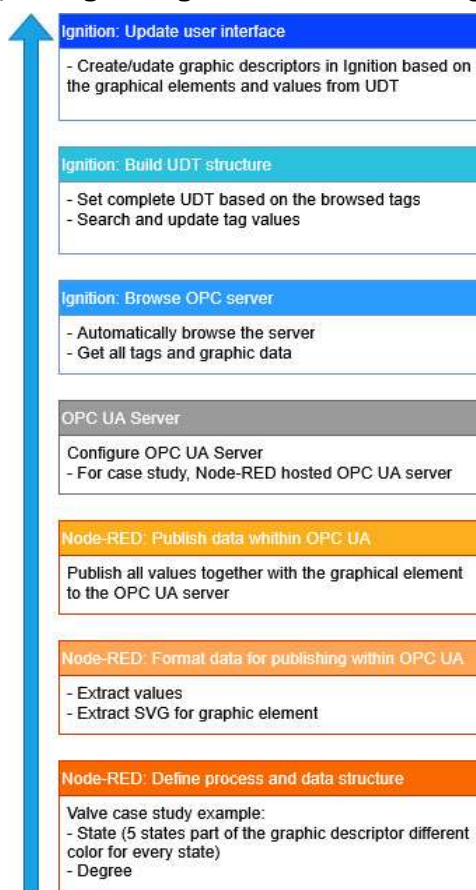 Ignition: Update user interface
- Create/udate graphic descriptors in Ignition based on
the graphical elements and values from UDT
Ignition: Build UDT structure
- Set complete UDT based on the browsed tags
- Search and update tag values
Ignition: Browse OPC server
- Automatically browse the server
- Get all tags and graphic data
OPC UA Server
Configure OPC UA Server
- For case study, Node-RED hosted OPC UA server
Node-RED: Publish data whithin OPC UA
Publish all values together with the graphical element
to the OPC UA server
Node-RED: Format data for publishing within OPC UA
- Extract values
- Extract SVG for graphic element
Node-RED: Define process and data structure
Valve case study example:
- State (5 states part of the graphic descriptor different
color for every state)
- Degree